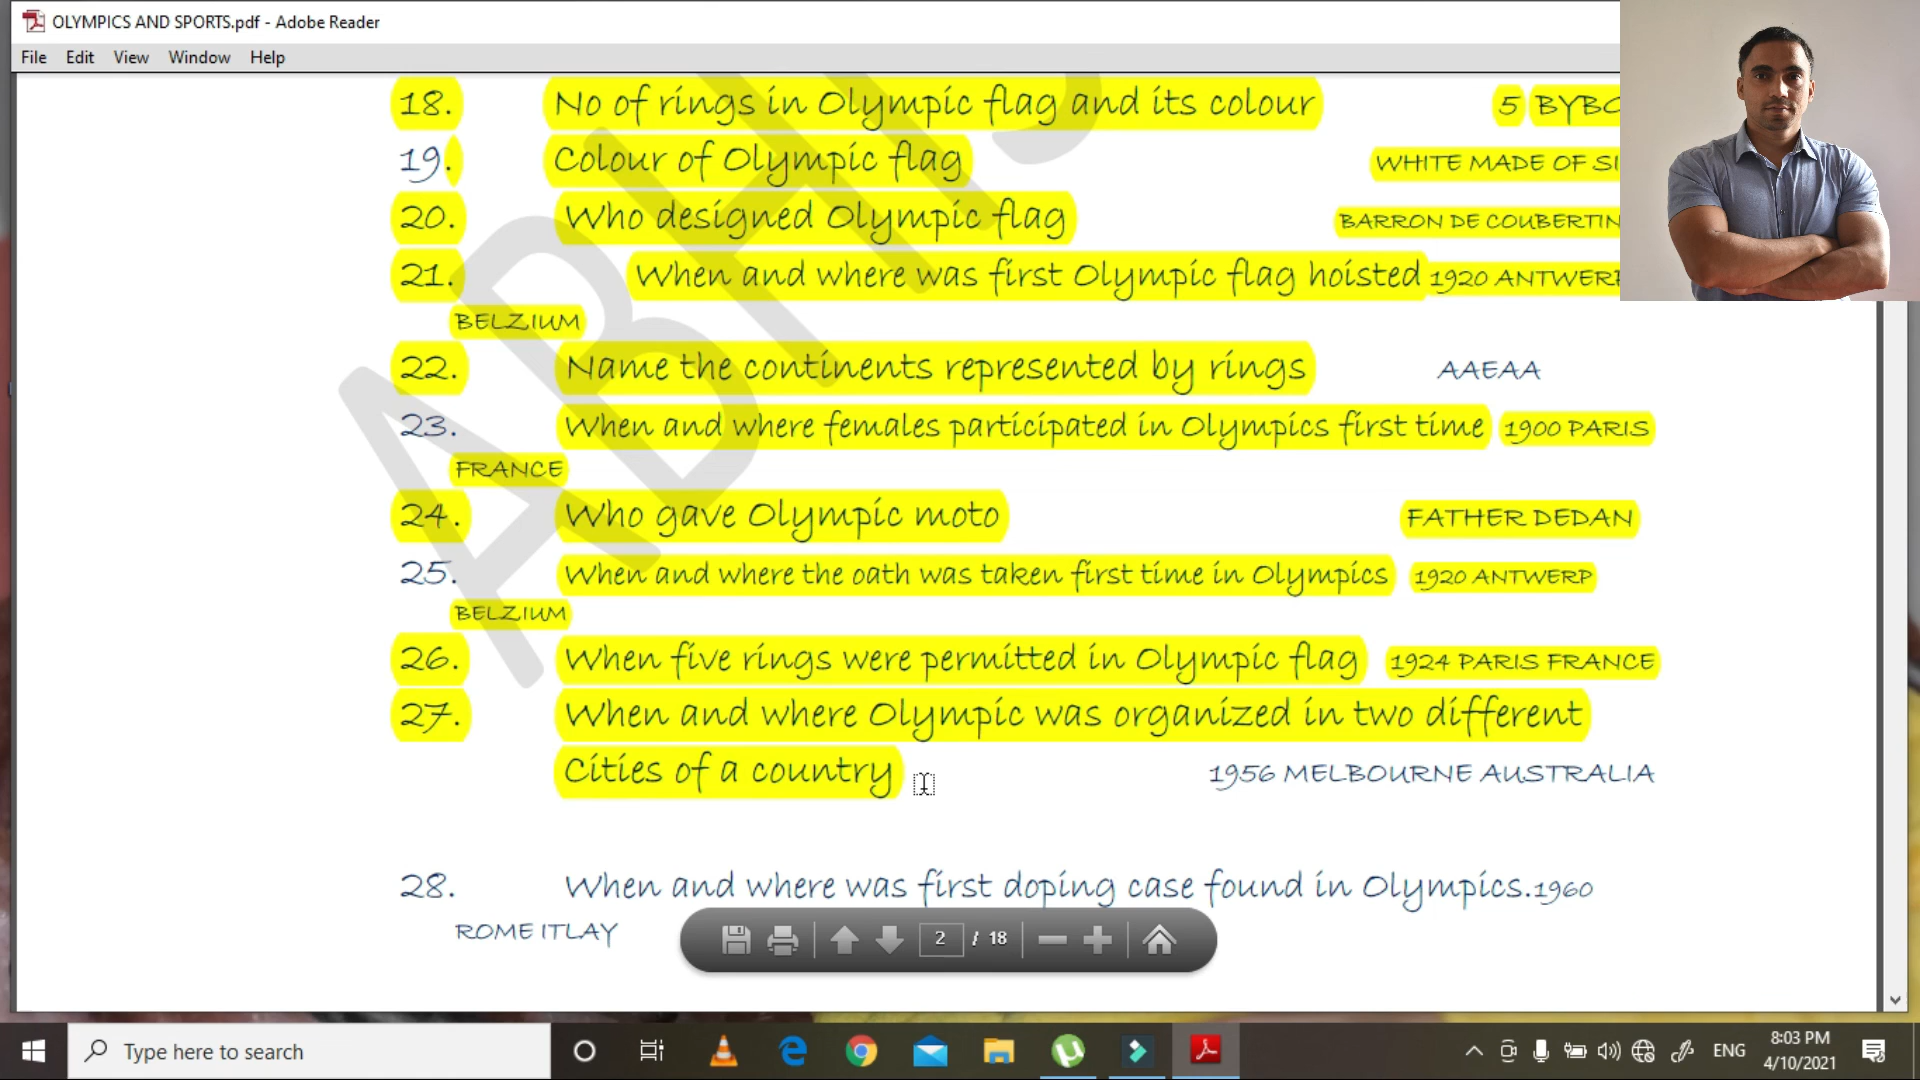 OLYMPICS AND SPORTS.pdf - Adobe Reader
File Edit View Window Help
18. No of rings in Olympic flag and its colour 5 BYBG
19. Colour of Olympic flag WHITE MADE OF SI
20. Who designed Olympic flag BARRON DE COUBERTIN
21. When and where was first Olympic flag hoisted 1920 ANTWERP
BELZIUM
22. Name the continents represented by rings AAEAA
23. When and where females participated in Olympics first time 1900 PARIS
FRANCE
24. Who gave Olympic moto FATHER DEDAN
25. When and where the oath was taken first time in Olympics 1920 ANTWERP
BELZIUM
26. When five rings were permitted in Olympic flag 1924 PARIS FRANCE
27. When and where Olympic was organized in two different
Cities of a country 1956 MELBOURNE AUSTRALIA
28. When and where was first doping case found in Olympics. 1960
ROME ITLAY
2 / 18
Type here to search
ENG
8:03 PM
4/10/2021